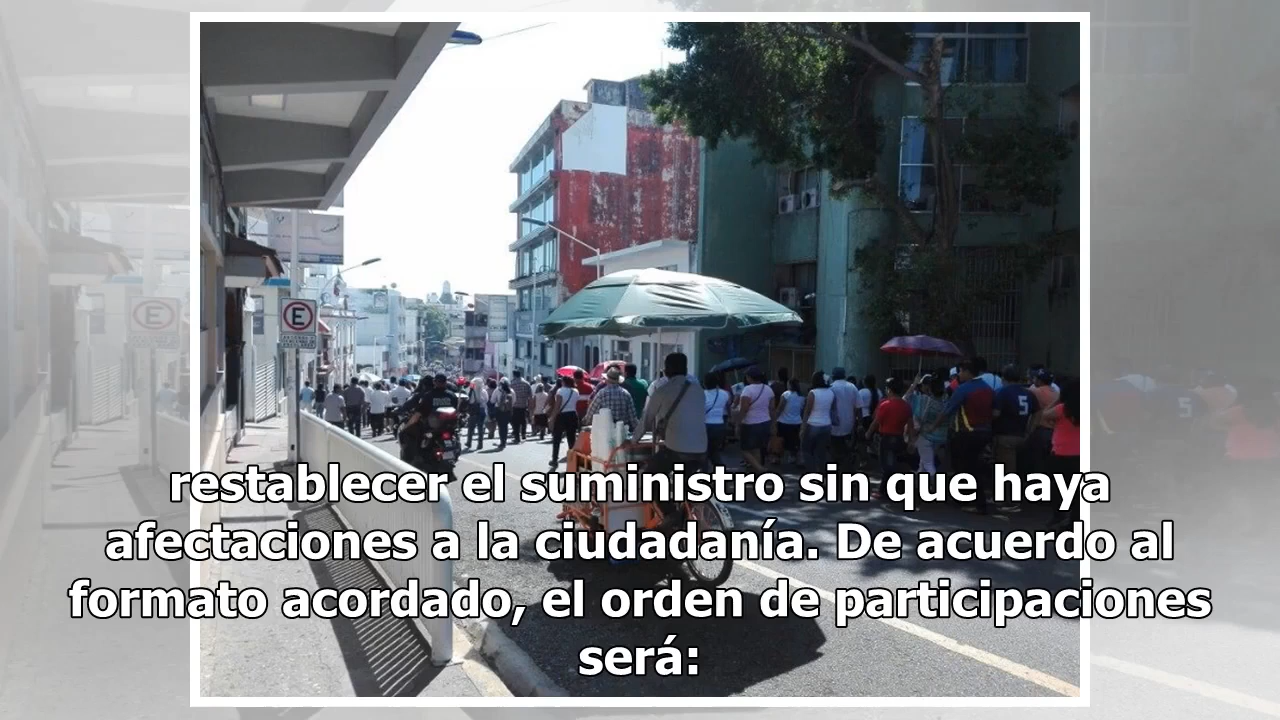 E
5
restablecer el suministro sin que haya
afectaciones a la ciudadanía. De acuerdo al
formato acordado, el orden de participaciones
será: